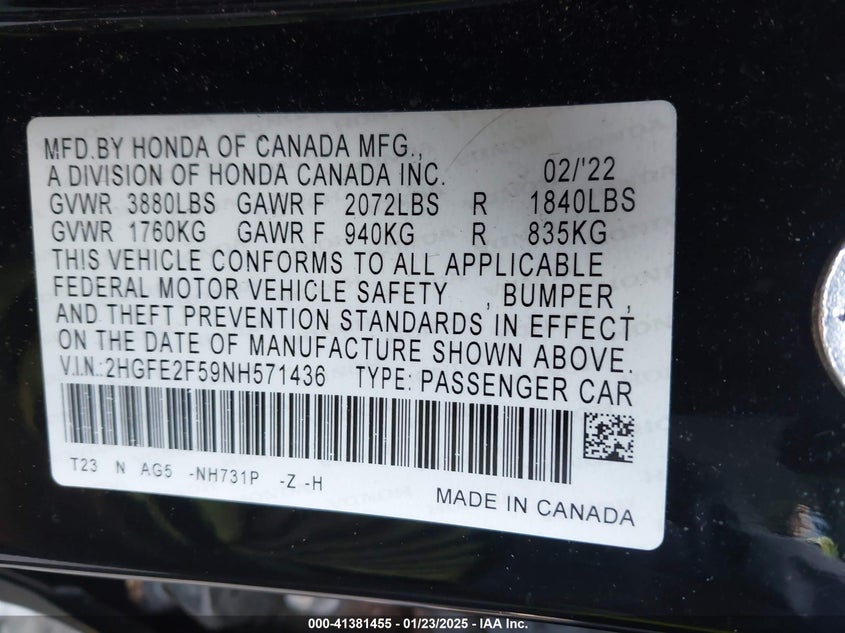 MFD.BY HONDA OF CANADA MFG.,
A DIVISION OF HONDA CANADA INC. 02/'22
GVWR 3880LBS GAWR F 2072LBS R 1840LBS
GVWR 1760KG GAWR F 940KG R 835KG
THIS VEHICLE CONFORMS TO ALL APPLICABLE
FEDERAL MOTOR VEHICLE SAFETY , BUMPER ,
AND THEFT PREVENTION STANDARDS IN EFFECT
ON THE DATE OF MANUFACTURE SHOWN ABOVE.
V.I.N.:2HGFE2F59NH571436 TYPE: PASSENGER CAR
T23 N AG5 -NH731P -Z -H
MADE IN CANADA
000-41381455 — 01/23/2025 — IAA Inc.